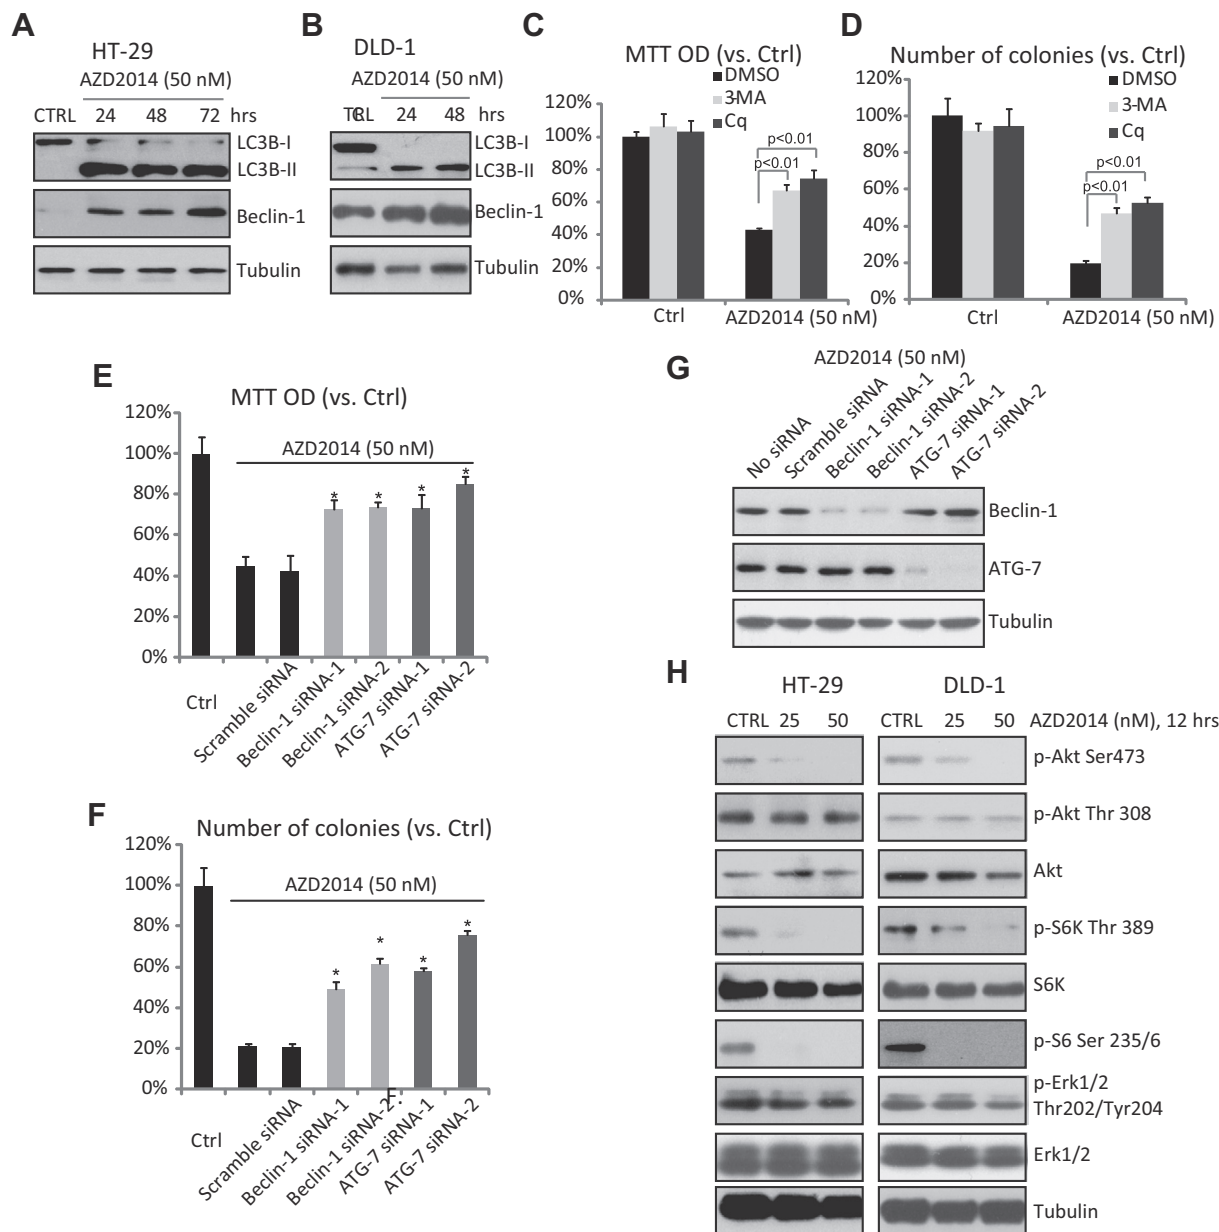 A
HT-29
AZD2014 (50 nM)
CTRL 24 48 72 hrs
LC3B-I
LC3B-II
Beclin-1
Tubulin
B
DLD-1
AZD2014 (50 nM)
24 48 hrs
LC3B-I
LC3B-II
Beclin-1
Tubulin
C
MTT OD (vs. Ctrl)
DMSO
3-MA
Cq
120%
100%
80%
60%
40%
20%
0%
p<0.01
p<0.01
Ctrl
AZD2014 (50 nM)
D
Number of colonies (vs. Ctrl)
DMSO
3-MA
Cq
120%
100%
80%
60%
40%
20%
0%
p<0.01
p<0.01
Ctrl
AZD2014 (50 nM)
E
MTT OD (vs. Ctrl)
AZD2014 (50 nM)
120%
100%
80%
60%
40%
20%
0%
* * * *
Ctrl
Scramble siRNA
Beclin-1 siRNA-1
Beclin-1 siRNA-2
ATG-7 siRNA-1
ATG-7 siRNA-2
F
Number of colonies (vs. Ctrl)
AZD2014 (50 nM)
120%
100%
80%
60%
40%
20%
0%
* * * *
F.
Ctrl
Scramble siRNA
Beclin-1 siRNA-1
Beclin-1 siRNA-2
ATG-7 siRNA-1
ATG-7 siRNA-2
G
AZD2014 (50 nM)
No siRNA
Scramble siRNA
Beclin-1 siRNA-1
Beclin-1 siRNA-2
ATG-7 siRNA-1
ATG-7 siRNA-2
Beclin-1
ATG-7
Tubulin
H
HT-29
DLD-1
CTRL 25 50 CTRL 25 50 AZD2014 (nM), 12 hrs
p-Akt Ser473
p-Akt Thr 308
Akt
p-S6K Thr 389
S6K
p-S6 Ser 235/6
p-Erk1/2
Thr202/Tyr204
Erk1/2
Tubulin